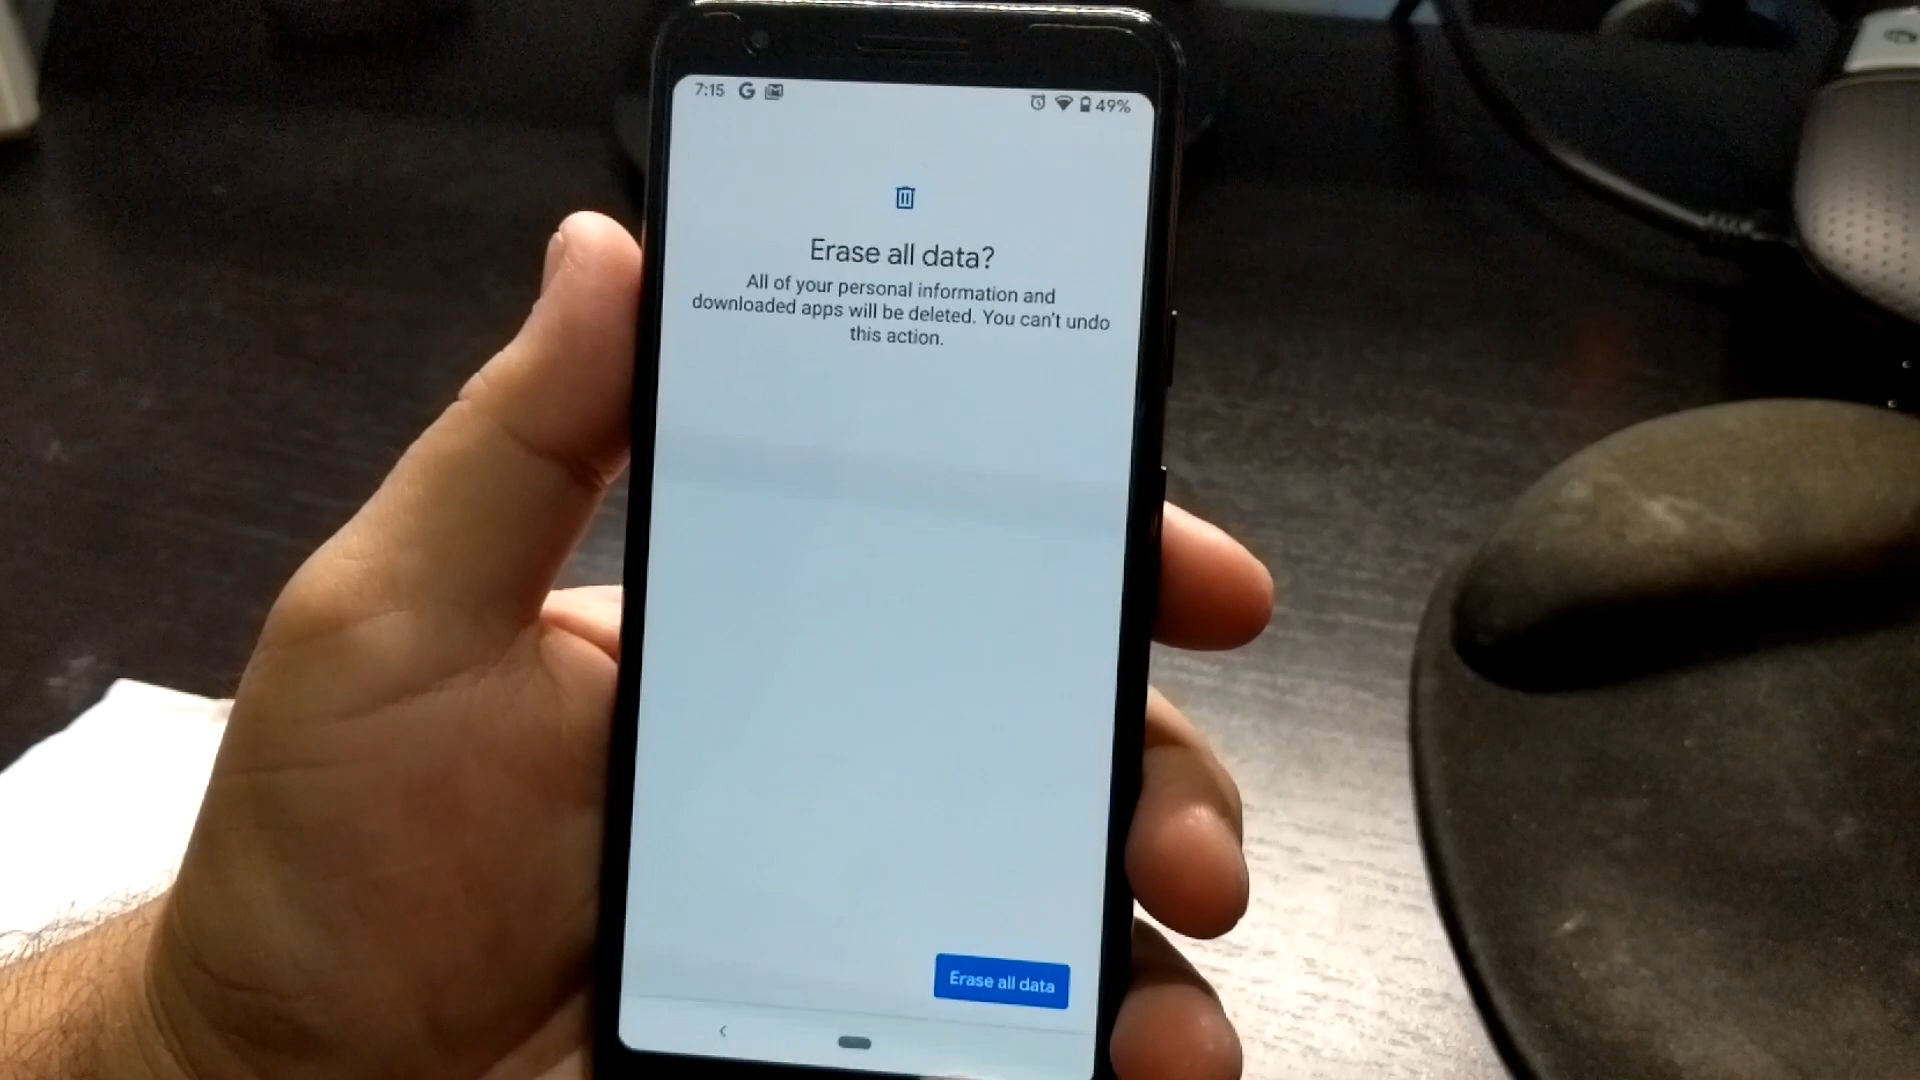 7:15 G 49%
Erase all data?
All of your personal information and
downloaded apps will be deleted. You can't undo
this action.
Erase all data